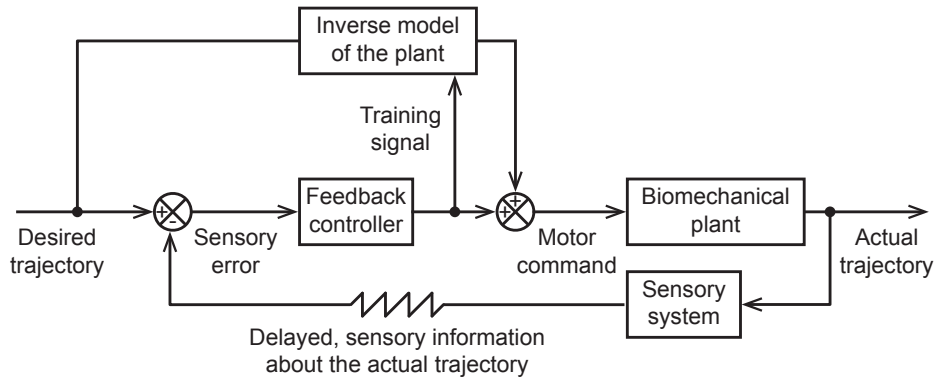 Inverse model
of the plant
Training
signal
+
-
Feedback
controller
+
+
Biomechanical
plant
Desired
trajectory
Sensory
error
Motor
command
Actual
trajectory
Sensory
system
Delayed, sensory information
about the actual trajectory